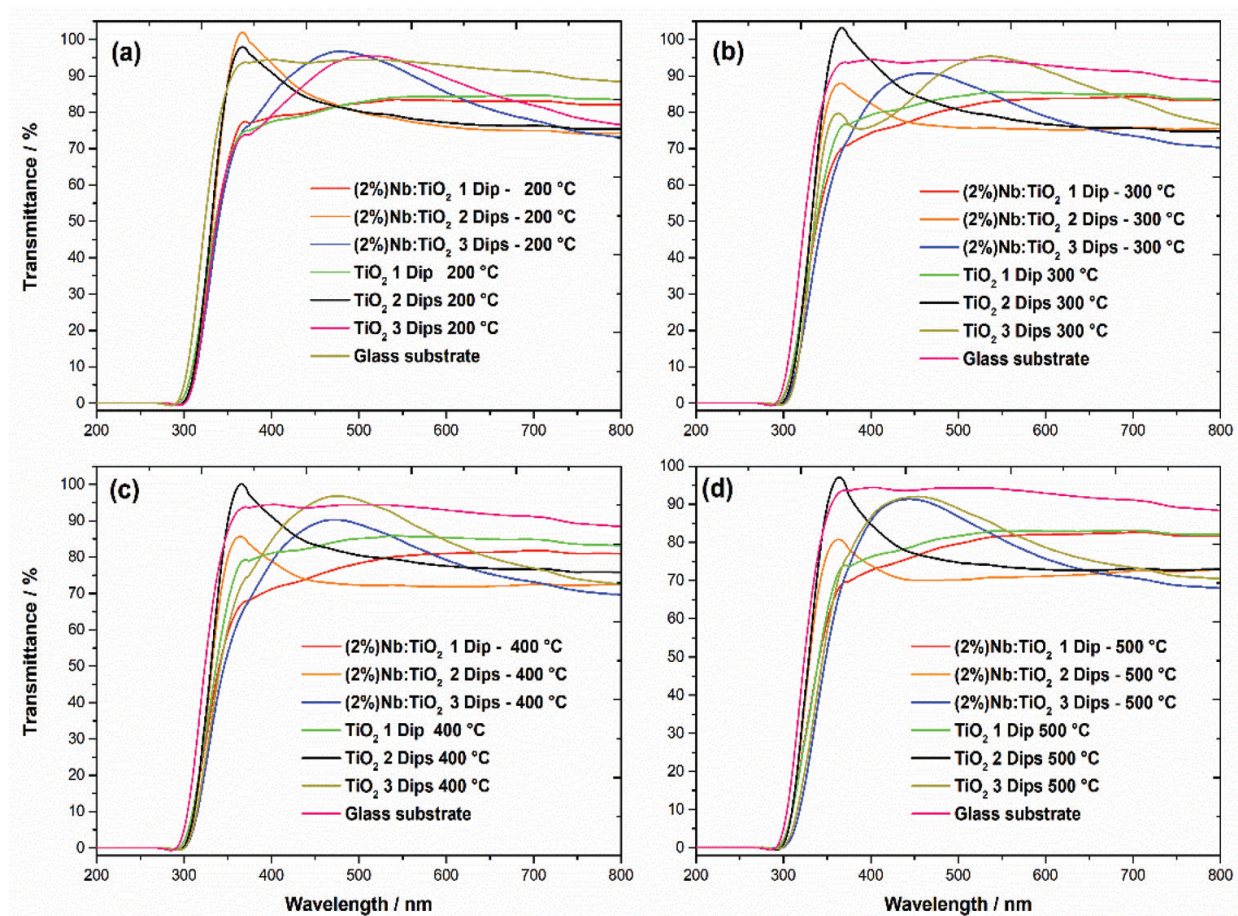 (a)
Transmittance / %
100
90
80
70
60
50
40
30
20
10
0
(2%)Nb:TiO₂ 1 Dip - 200 °C
(2%)Nb:TiO₂ 2 Dips - 200 °C
(2%)Nb:TiO₂ 3 Dips - 200 °C
TiO₂ 1 Dip 200 °C
TiO₂ 2 Dips 200 °C
TiO₂ 3 Dips 200 °C
Glass substrate
200 300 400 500 600 700 800
(b)
100
90
80
70
60
50
40
30
20
10
0
(2%)Nb:TiO₂ 1 Dip - 300 °C
(2%)Nb:TiO₂ 2 Dips - 300 °C
(2%)Nb:TiO₂ 3 Dips - 300 °C
TiO₂ 1 Dip 300 °C
TiO₂ 2 Dips 300 °C
TiO₂ 3 Dips 300 °C
Glass substrate
200 300 400 500 600 700 800
(c)
Transmittance / %
100
90
80
70
60
50
40
30
20
10
0
(2%)Nb:TiO₂ 1 Dip - 400 °C
(2%)Nb:TiO₂ 2 Dips - 400 °C
(2%)Nb:TiO₂ 3 Dips - 400 °C
TiO₂ 1 Dip 400 °C
TiO₂ 2 Dips 400 °C
TiO₂ 3 Dips 400 °C
Glass substrate
200 300 400 500 600 700 800
Wavelength / nm
(d)
100
90
80
70
60
50
40
30
20
10
0
(2%)Nb:TiO₂ 1 Dip - 500 °C
(2%)Nb:TiO₂ 2 Dips - 500 °C
(2%)Nb:TiO₂ 3 Dips - 500 °C
TiO₂ 1 Dip 500 °C
TiO₂ 2 Dips 500 °C
TiO₂ 3 Dips 500 °C
Glass substrate
200 300 400 500 600 700 800
Wavelength / nm